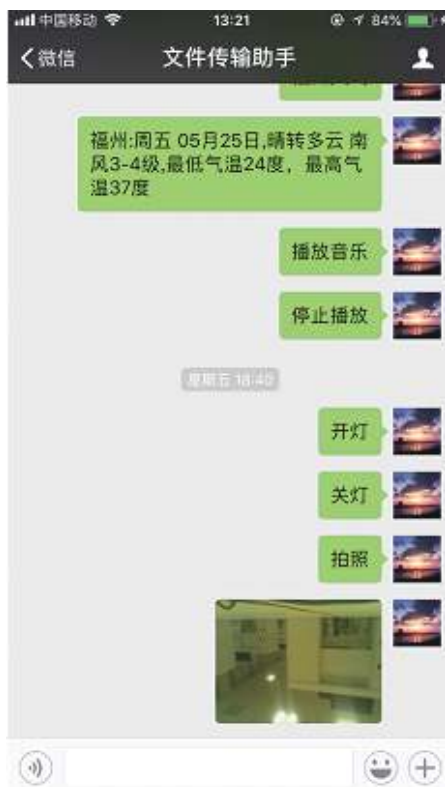 中国移动 13:21 84%
微信 文件传输助手
福州:周五 05月25日,晴转多云 南
风3-4级,最低气温24度，最高气
温37度
播放音乐
停止播放
星期五 18:40
开灯
关灯
拍照